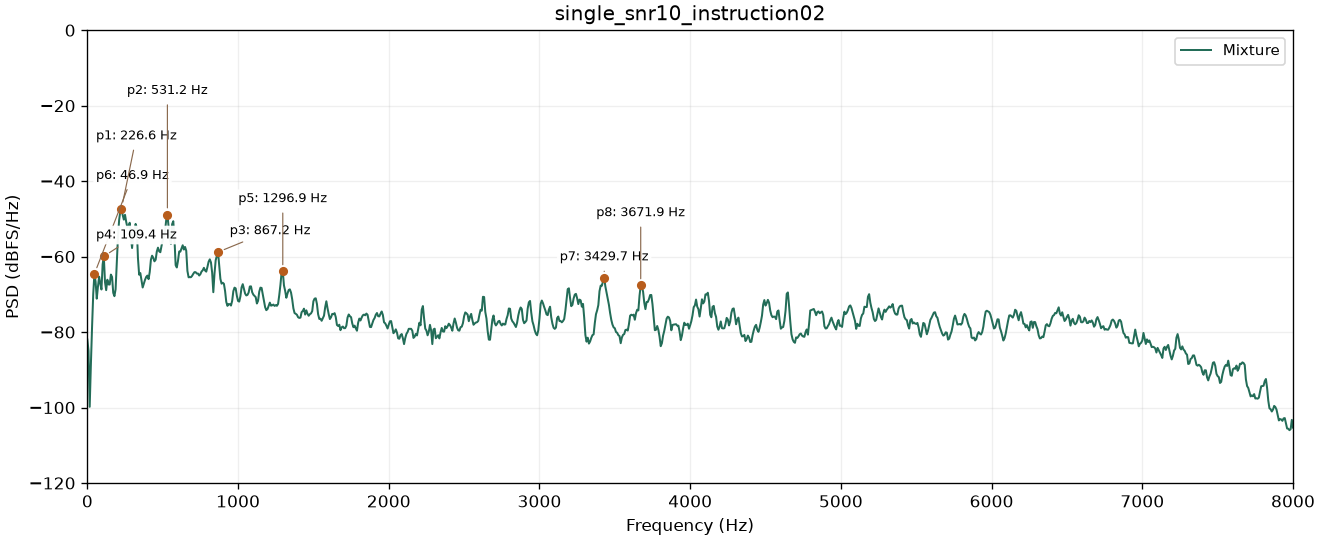 single_snr10_instruction02
Mixture
p2: 531.2 Hz
p1: 226.6 Hz
p6: 46.9 Hz
p5: 1296.9 Hz
p8: 3671.9 Hz
p3: 867.2 Hz
p4: 109.4 Hz
p7: 3429.7 Hz
PSD (dBFS/Hz)
0
−20
−40
−60
−80
−100
−120
0 1000 2000 3000 4000 5000 6000 7000 8000
Frequency (Hz)